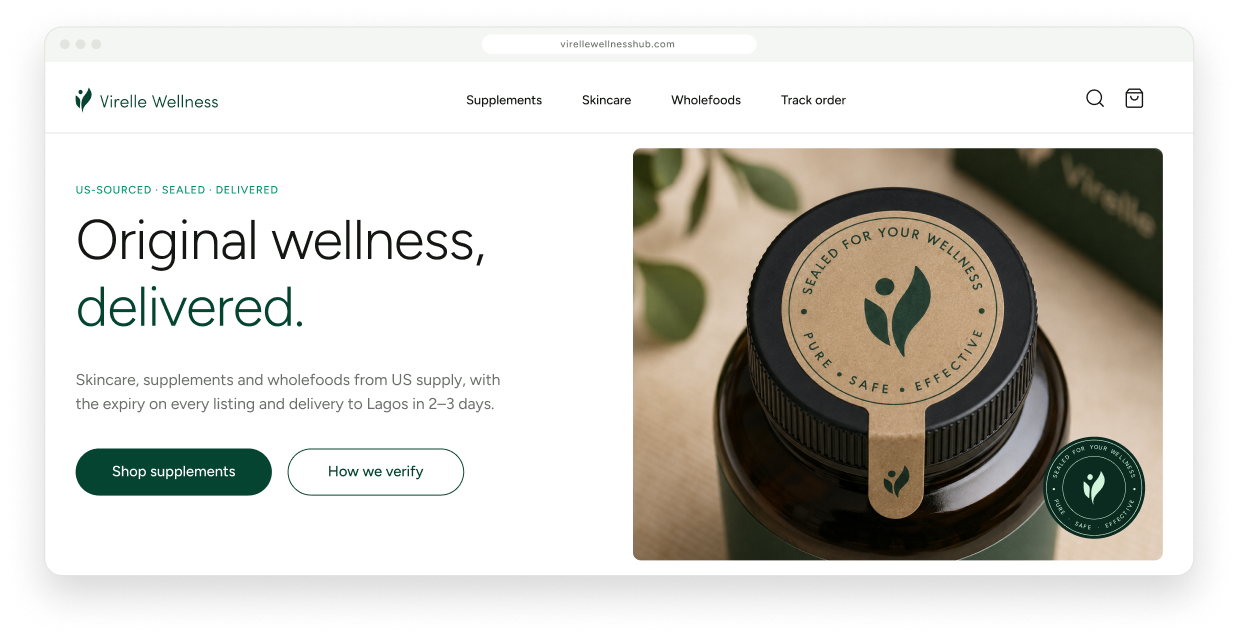 virellewellnesshub.com
Virelle Wellness
Supplements
Skincare
Wholefoods
Track order
US-SOURCED · SEALED · DELIVERED
Original wellness,
delivered.
Skincare, supplements and wholefoods from US supply, with
the expiry on every listing and delivery to Lagos in 2–3 days.
Shop supplements
How we verify
Virelle
SEALED FOR YOUR WELLNESS
PURE • SAFE • EFFECTIVE
SEALED FOR YOUR WELLNESS
PURE · SAFE · EFFECTIVE